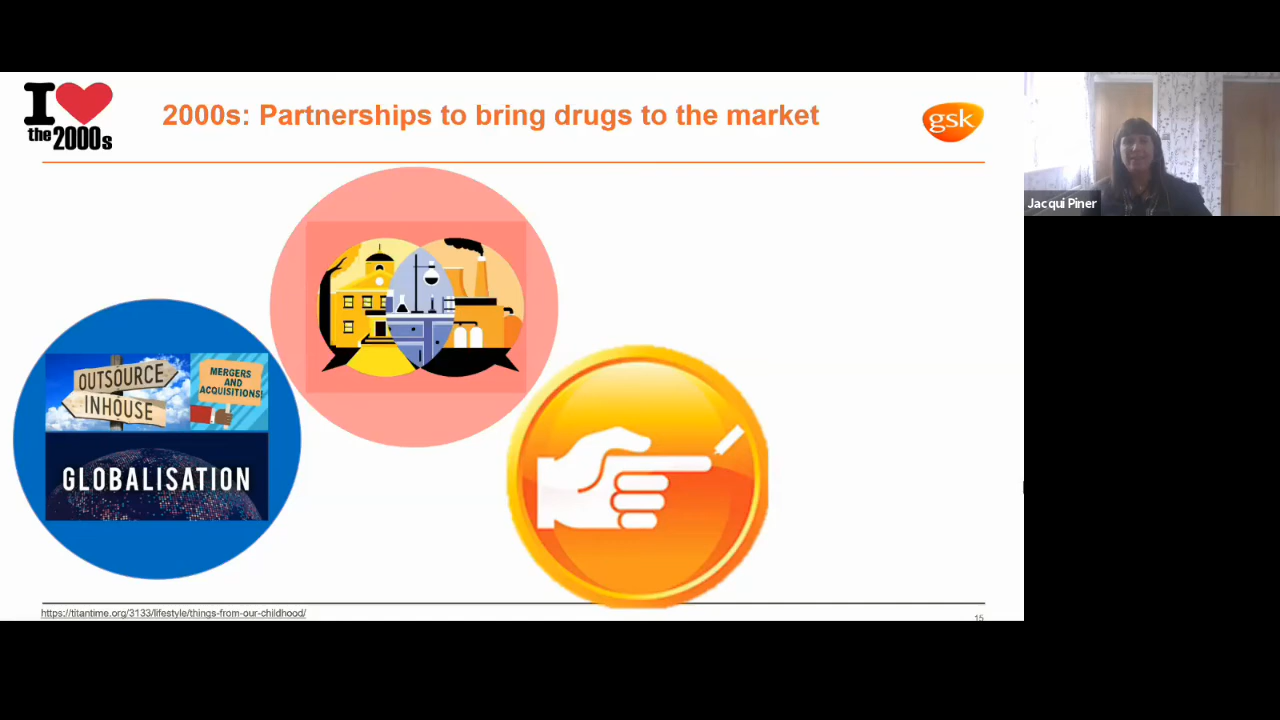 I
the 2000s
2000s: Partnerships to bring drugs to the market
gsk
Jacqui Piner
OUTSOURCE
INHOUSE
MERGERS
AND
ACQUISITIONS!
GLOBALISATION
https://titantime.org/3133/lifestyle/things-from-our-childhood/
15